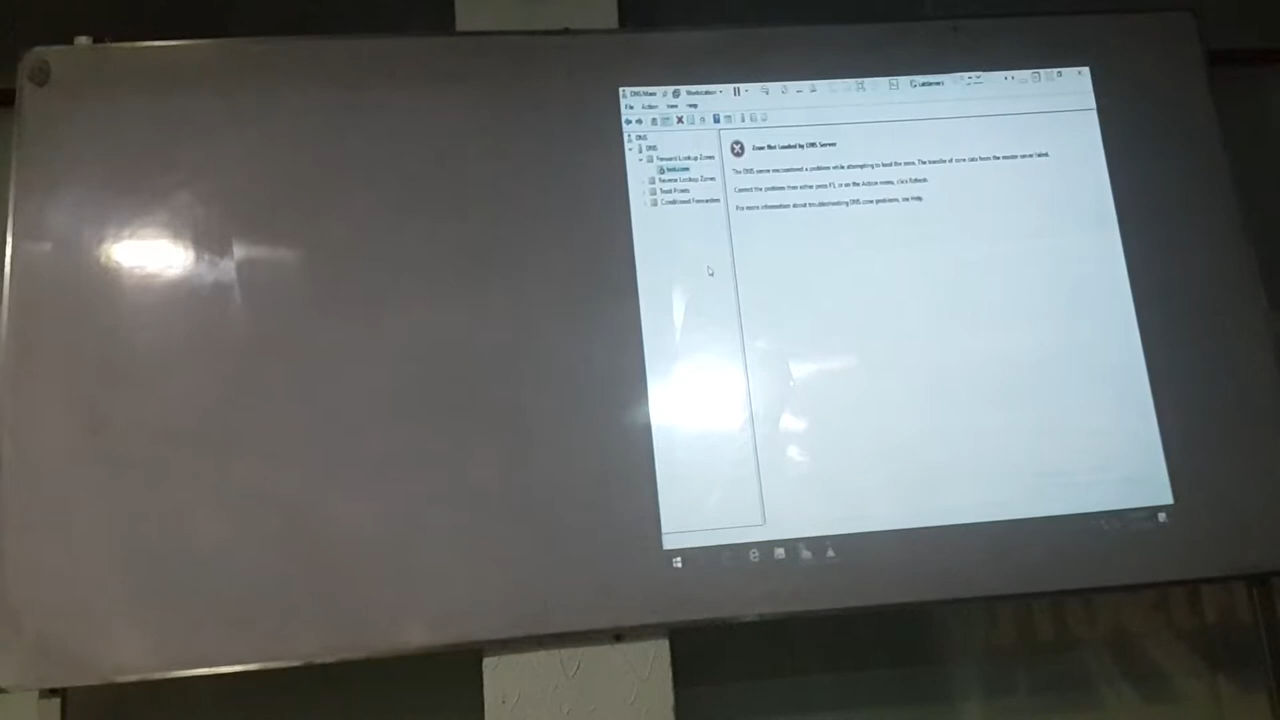 DNS Manager
Workstation
File Action View Help
DNS
DNS
Forward Lookup Zones
Reverse Lookup Zones
Trust Points
Conditional Forwarders
Zone Not Loaded by DNS Server
The DNS server encountered a problem while attempting to load the zone. The transfer of zone data from the master server failed.
Correct the problem then either press F5, or on the Action menu, click Refresh.
For more information about troubleshooting DNS zone problems, see Help.